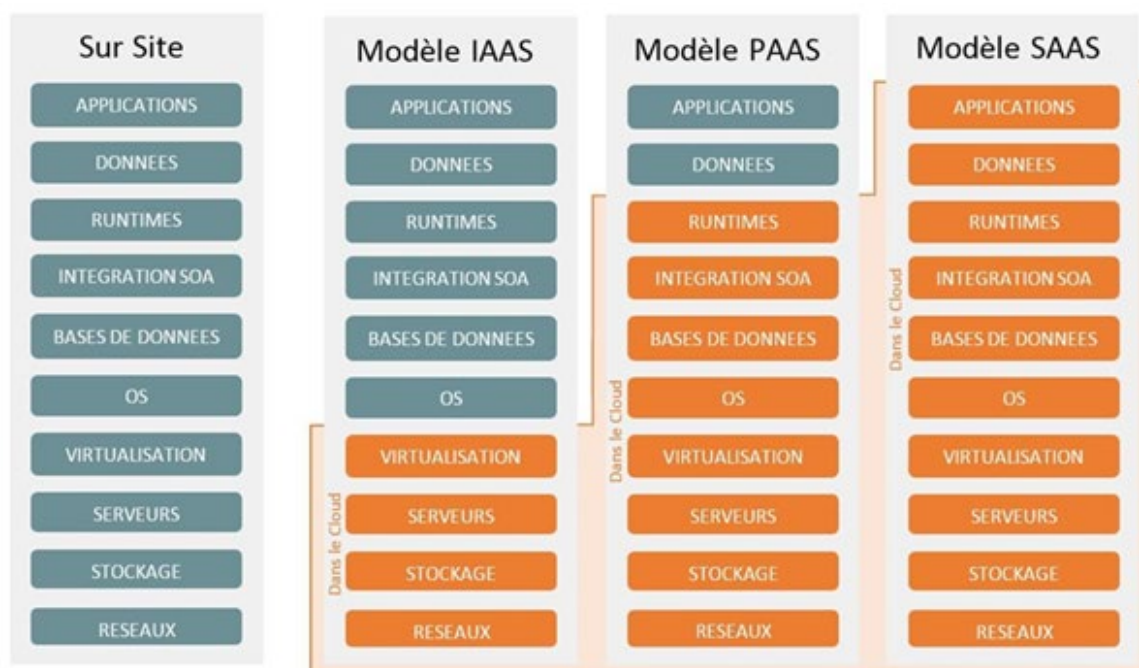 Sur Site
APPLICATIONS
DONNEES
RUNTIMES
INTEGRATION SOA
BASES DE DONNEES
OS
VIRTUALISATION
SERVEURS
STOCKAGE
RESEAUX
Modèle IAAS
APPLICATIONS
DONNEES
RUNTIMES
INTEGRATION SOA
BASES DE DONNEES
OS
VIRTUALISATION
SERVEURS
STOCKAGE
RESEAUX
Dans le Cloud
Modèle PAAS
APPLICATIONS
DONNEES
RUNTIMES
INTEGRATION SOA
BASES DE DONNEES
OS
VIRTUALISATION
SERVEURS
STOCKAGE
RESEAUX
Dans le Cloud
Modèle SAAS
APPLICATIONS
DONNEES
RUNTIMES
INTEGRATION SOA
BASES DE DONNEES
OS
VIRTUALISATION
SERVEURS
STOCKAGE
RESEAUX
Dans le Cloud